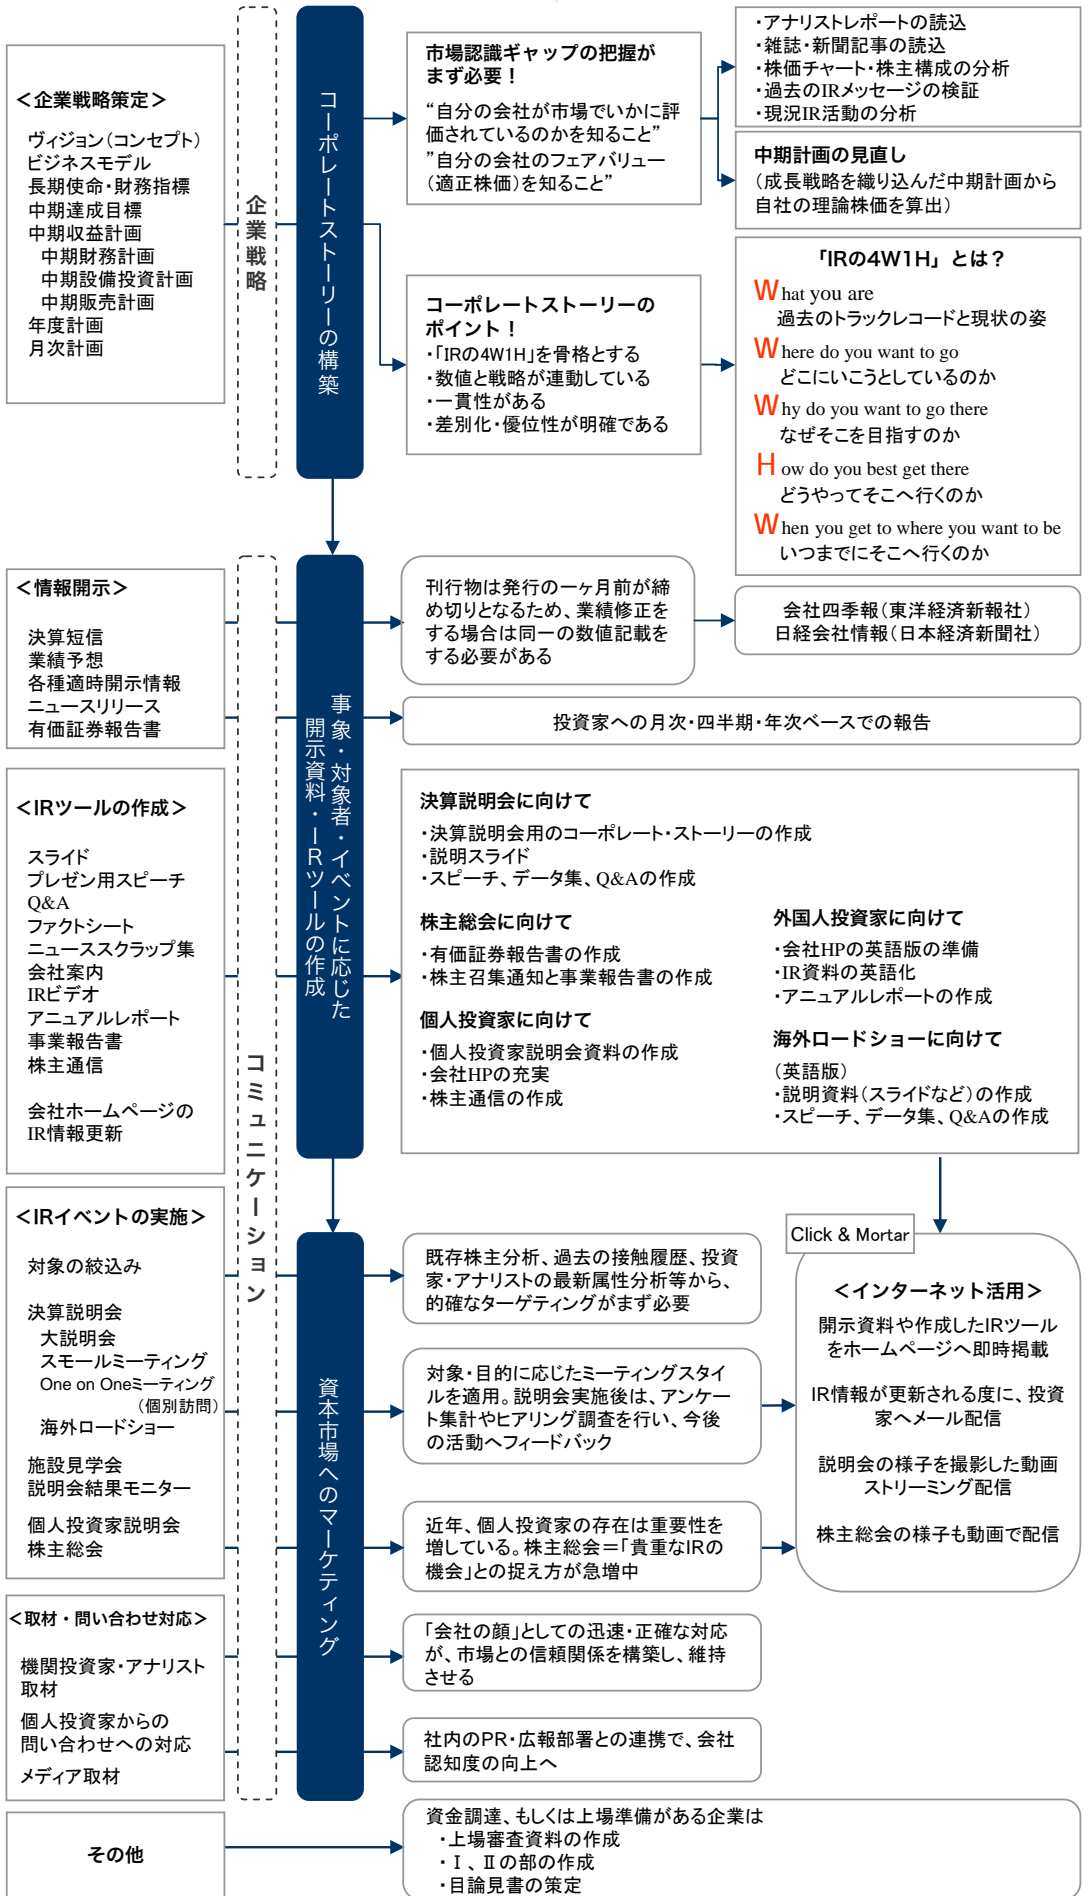 ＜企業戦略策定＞
ヴィジョン（コンセプト）
ビジネスモデル
長期使命・財務指標
中期達成目標
中期収益計画
中期財務計画
中期設備投資計画
中期販売計画
年度計画
月次計画
企業戦略
コーポレートストーリーの構築
市場認識ギャップの把握が
まず必要！
“自分の会社が市場でいかに評
価されているのかを知ること”
”自分の会社のフェアバリュー
（適正株価）を知ること”
・アナリストレポートの読込
・雑誌・新聞記事の読込
・株価チャート・株主構成の分析
・過去のIRメッセージの検証
・現況IR活動の分析
中期計画の見直し
（成長戦略を織り込んだ中期計画から
自社の理論株価を算出）
コーポレートストーリーの
ポイント！
・「IRの4W1H」を骨格とする
・数値と戦略が連動している
・一貫性がある
・差別化・優位性が明確である
「IRの4W1H」とは？
What you are
過去のトラックレコードと現状の姿
Where do you want to go
どこにいこうとしているのか
Why do you want to go there
なぜそこを目指すのか
How do you best get there
どうやってそこへ行くのか
When you get to where you want to be
いつまでにそこへ行くのか
＜情報開示＞
決算短信
業績予想
各種適時開示情報
ニュースリリース
有価証券報告書
コミュニケーション
事象・対象者・イベントに応じた
開示資料・IRツールの作成
刊行物は発行の一ヶ月前が締
め切りとなるため、業績修正を
する場合は同一の数値記載を
する必要がある
会社四季報（東洋経済新報社）
日経会社情報（日本経済新聞社）
投資家への月次・四半期・年次ベースでの報告
＜IRツールの作成＞
スライド
プレゼン用スピーチ
Q&A
ファクトシート
ニューススクラップ集
会社案内
IRビデオ
アニュアルレポート
事業報告書
株主通信
会社ホームページの
IR情報更新
決算説明会に向けて
・決算説明会用のコーポレート・ストーリーの作成
・説明スライド
・スピーチ、データ集、Q&Aの作成
株主総会に向けて
・有価証券報告書の作成
・株主召集通知と事業報告書の作成
個人投資家に向けて
・個人投資家説明会資料の作成
・会社HPの充実
・株主通信の作成
外国人投資家に向けて
・会社HPの英語版の準備
・IR資料の英語化
・アニュアルレポートの作成
海外ロードショーに向けて
（英語版）
・説明資料（スライドなど）の作成
・スピーチ、データ集、Q&Aの作成
＜IRイベントの実施＞
対象の絞込み
決算説明会
大説明会
スモールミーティング
One on Oneミーティング
（個別訪問）
海外ロードショー
施設見学会
説明会結果モニター
個人投資家説明会
株主総会
資本市場へのマーケティング
既存株主分析、過去の接触履歴、投資
家・アナリストの最新属性分析等から、
的確なターゲティングがまず必要
対象・目的に応じたミーティングスタイ
ルを適用。説明会実施後は、アンケー
ト集計やヒアリング調査を行い、今後
の活動へフィードバック
近年、個人投資家の存在は重要性を
増している。株主総会＝「貴重なIRの
機会」との捉え方が急増中
Click & Mortar
＜インターネット活用＞
開示資料や作成したIRツール
をホームページへ即時掲載
IR情報が更新される度に、投資
家へメール配信
説明会の様子を撮影した動画
ストリーミング配信
株主総会の様子も動画で配信
＜取材・問い合わせ対応＞
機関投資家・アナリスト
取材
個人投資家からの
問い合わせへの対応
メディア取材
「会社の顔」としての迅速・正確な対応
が、市場との信頼関係を構築し、維持
させる
社内のPR・広報部署との連携で、会社
認知度の向上へ
その他
資金調達、もしくは上場準備がある企業は
・上場審査資料の作成
・Ⅰ、Ⅱの部の作成
・目論見書の策定